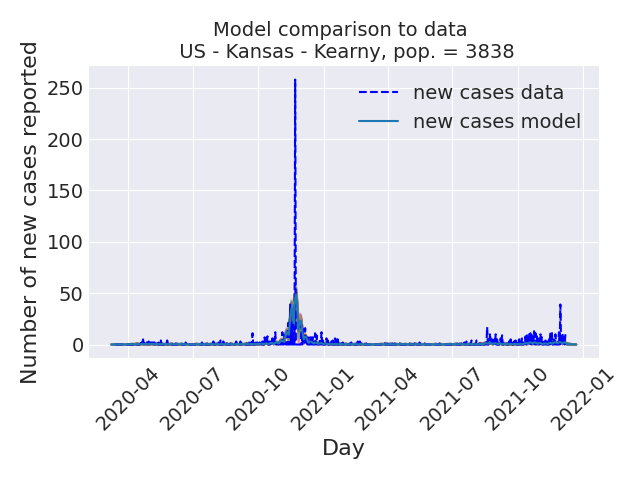 Model comparison to data
US - Kansas - Kearny, pop. = 3838
Number of new cases reported
250
200
150
100
50
0
new cases data
new cases model
2020-04
2020-07
2020-10
2021-01
2021-04
2021-07
2021-10
2022-01
Day